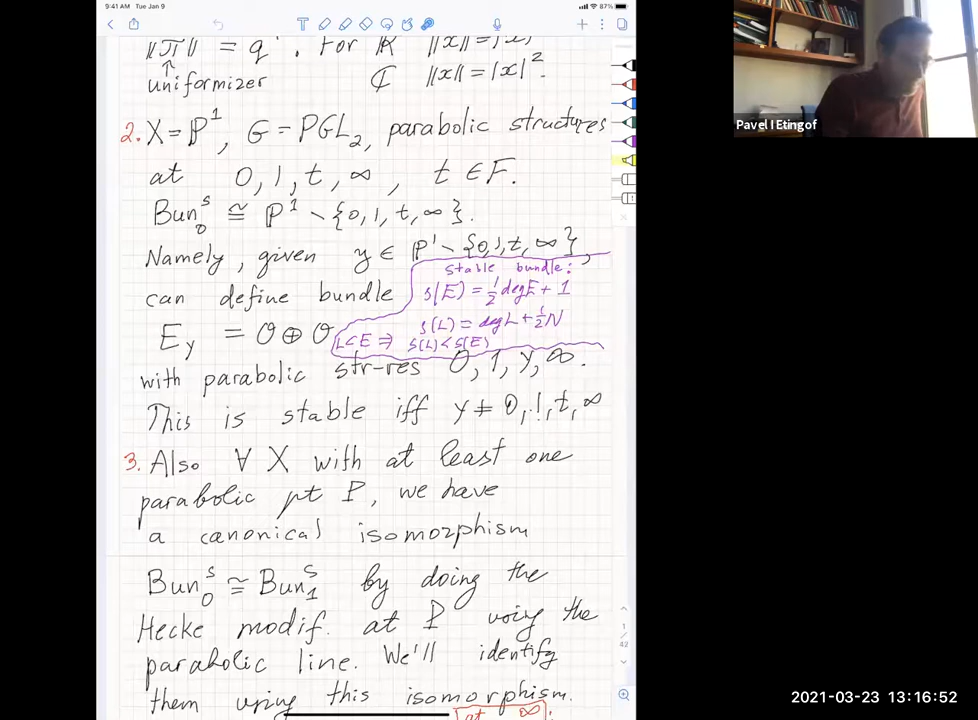 9:41 AM Tue Jan 9
87%
T
‖π‖ = q⁻¹. For ℝ ‖x‖ = |x|,
uniformizer ℂ ‖x‖ = |x|².
2. X = P¹, G = PGL₂, parabolic structures
at 0, 1, t, ∞, t ∈ F.
Bun₀ˢ ≅ P¹ \ {0, 1, t, ∞}.
Namely, given y ∈ P¹ \ {0, 1, t, ∞},
can define bundle
stable bundle:
s(E) = ½ deg E + 1
s(L) = deg L + ½ N
L ⊂ E ⇒ s(L) < s(E)
E_y = O ⊕ O
with parabolic str-res 0, 1, y, ∞.
This is stable iff y ≠ 0, 1, t, ∞
3. Also ∀ X with at least one
parabolic pt P, we have
a canonical isomorphism
Bun₀ˢ ≅ Bun₁ˢ by doing the
Hecke modif. at P using the
parabolic line. We'll identify
them using this isomorphism.
at ∞:
1
/
42
Pavel I Etingof
2021-03-23 13:16:52